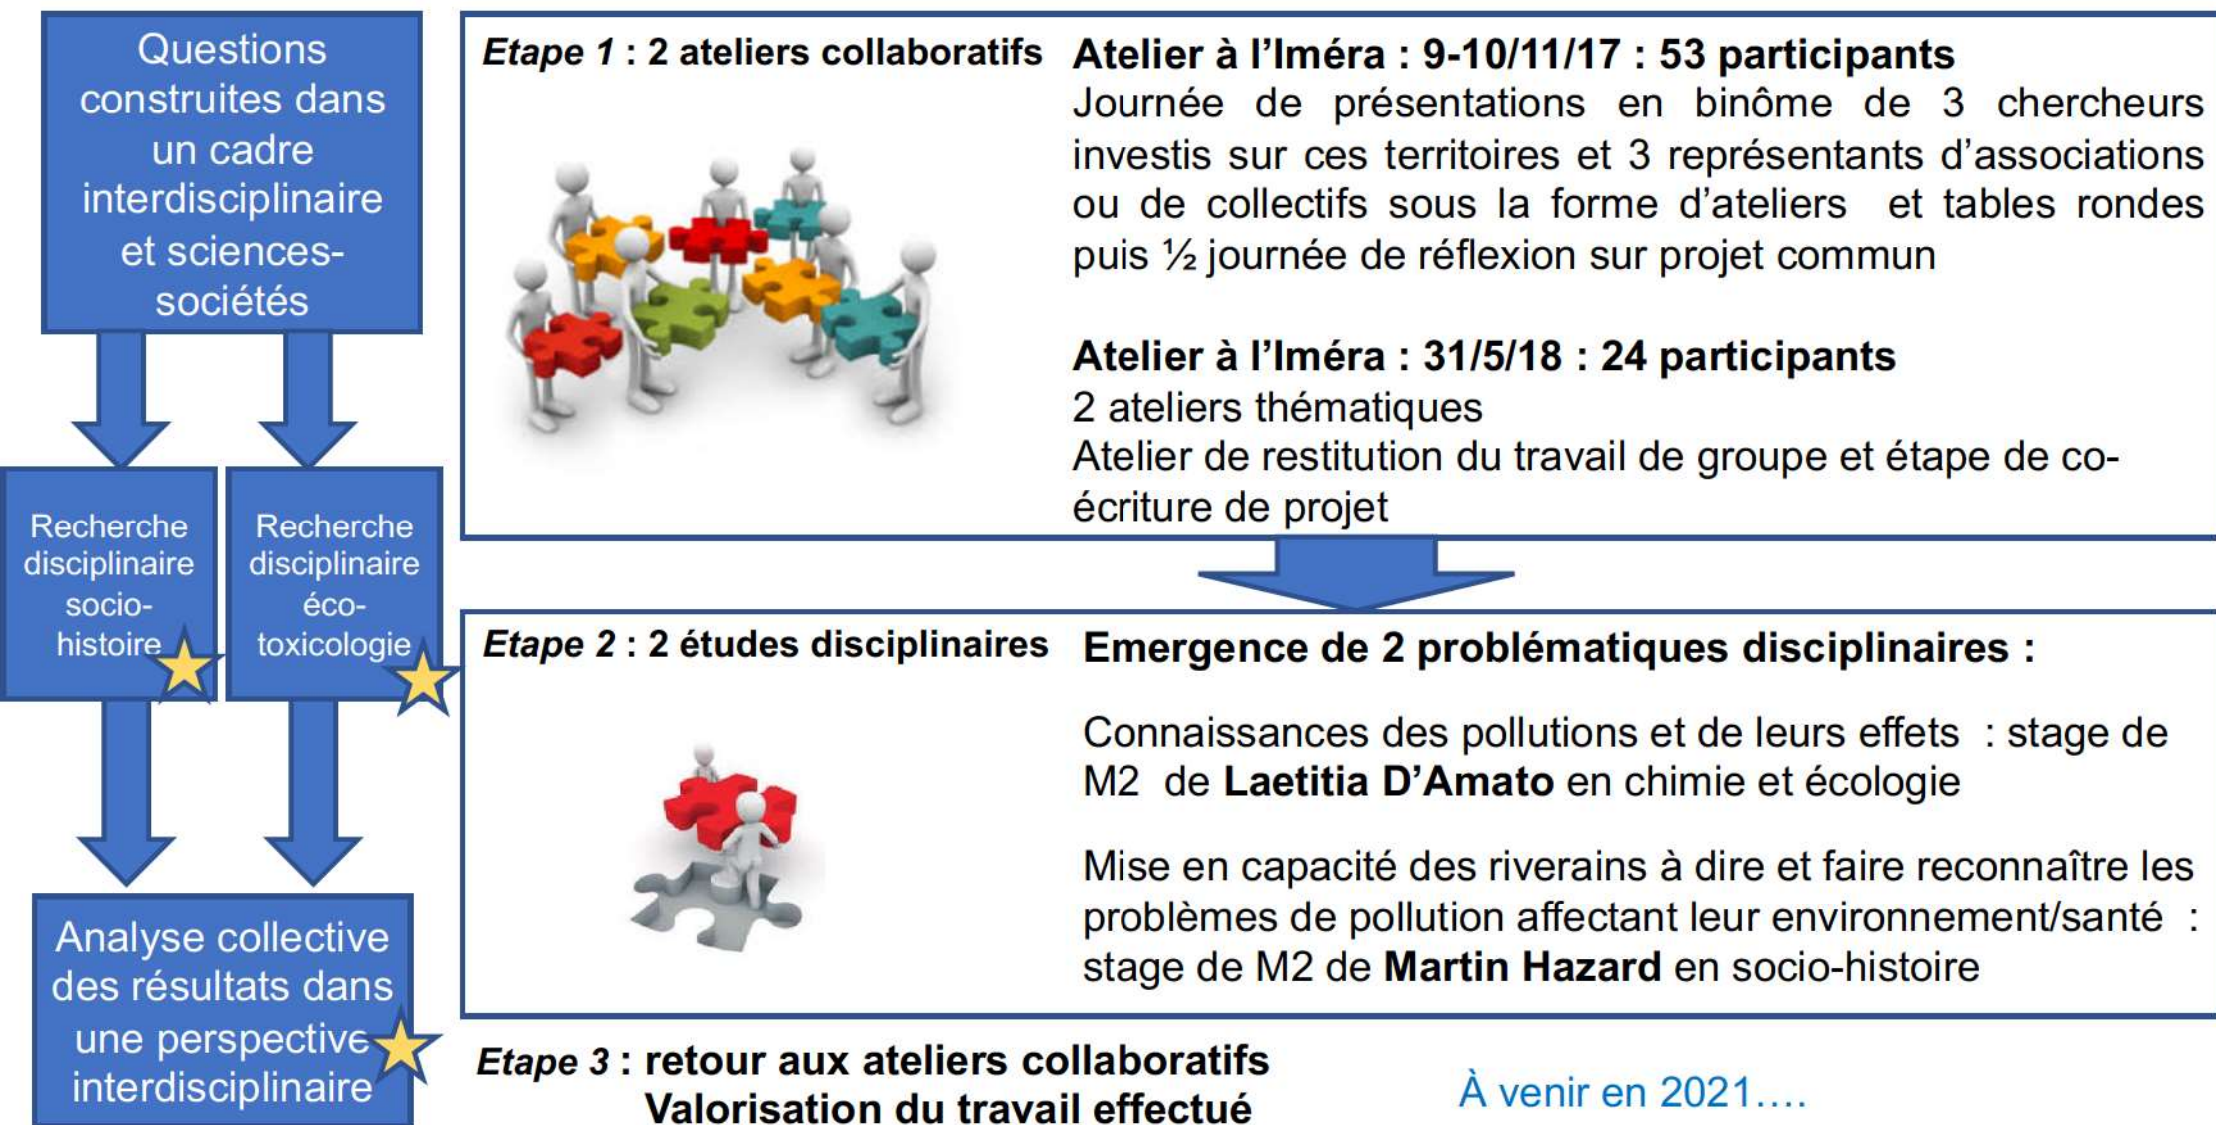 Questions
construites dans
un cadre
interdisciplinaire
et sciences-
sociétés
Recherche
disciplinaire
socio-
histoire
Recherche
disciplinaire
éco-
toxicologie
Analyse collective
des résultats dans
une perspective
interdisciplinaire
Etape 1 : 2 ateliers collaboratifs
Atelier à l’Iméra : 9-10/11/17 : 53 participants
Journée de présentations en binôme de 3 chercheurs
investis sur ces territoires et 3 représentants d’associations
ou de collectifs sous la forme d’ateliers et tables rondes
puis ½ journée de réflexion sur projet commun
Atelier à l’Iméra : 31/5/18 : 24 participants
2 ateliers thématiques
Atelier de restitution du travail de groupe et étape de co-
écriture de projet
Etape 2 : 2 études disciplinaires
Emergence de 2 problématiques disciplinaires :
Connaissances des pollutions et de leurs effets : stage de
M2 de Laetitia D’Amato en chimie et écologie
Mise en capacité des riverains à dire et faire reconnaître les
problèmes de pollution affectant leur environnement/santé :
stage de M2 de Martin Hazard en socio-histoire
Etape 3 : retour aux ateliers collaboratifs
Valorisation du travail effectué
À venir en 2021….